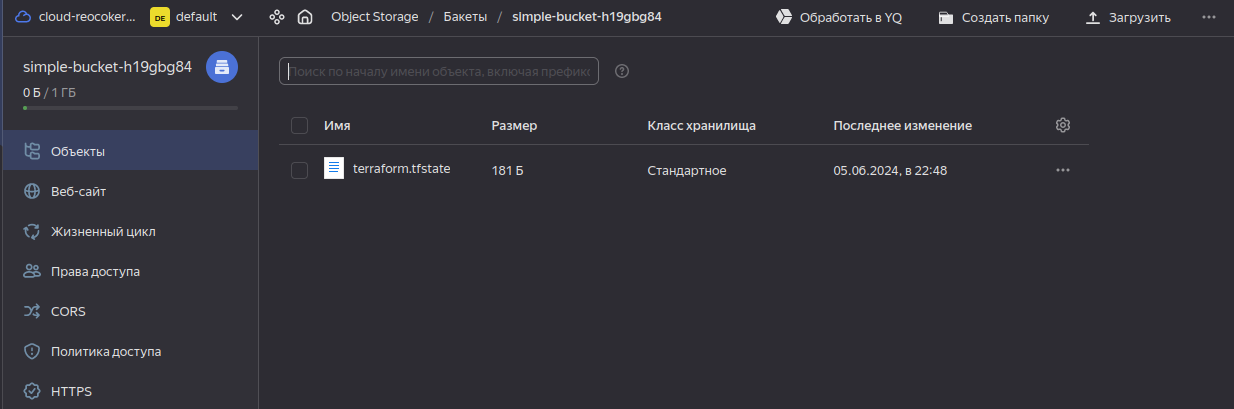 cloud-reocoker... DE default Object Storage / Бакеты / simple-bucket-h19gbg84 Обработать в YQ Создать папку Загрузить ...
simple-bucket-h19gbg84
0 Б / 1 ГБ
Объекты
Веб-сайт
Жизненный цикл
Права доступа
CORS
Политика доступа
HTTPS
Поиск по началу имени объекта, включая префикс
Имя Размер Класс хранилища Последнее изменение
terraform.tfstate 181 Б Стандартное 05.06.2024, в 22:48 ...